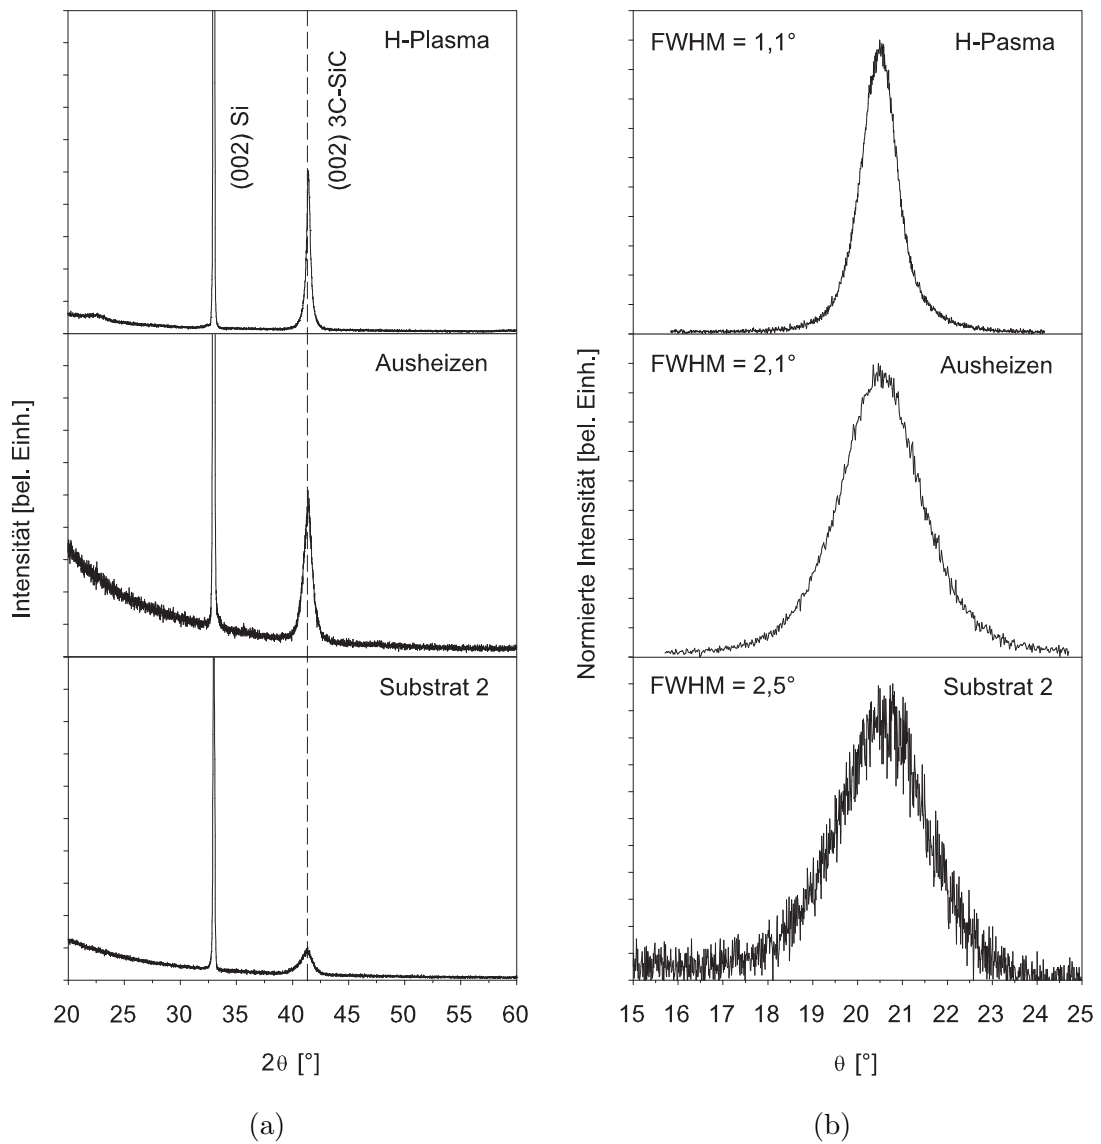 H-Plasma
(002) Si
(002) 3C-SiC
Ausheizen
Substrat 2
Intensität [bel. Einh.]
20 25 30 35 40 45 50 55 60
2θ [°]
(a)
FWHM = 1,1° H-Pasma
FWHM = 2,1° Ausheizen
FWHM = 2,5° Substrat 2
Normierte Intensität [bel. Einh.]
15 16 17 18 19 20 21 22 23 24 25
θ [°]
(b)